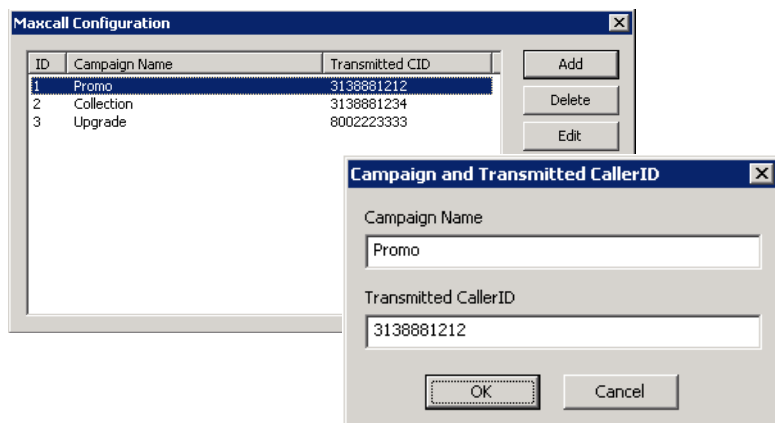 Maxcall Configuration
ID Campaign Name Transmitted CID
1 Promo 3138881212
2 Collection 3138881234
3 Upgrade 8002223333
Add
Delete
Edit
Campaign and Transmitted CallerID
Campaign Name
Promo
Transmitted CallerID
3138881212
OK Cancel